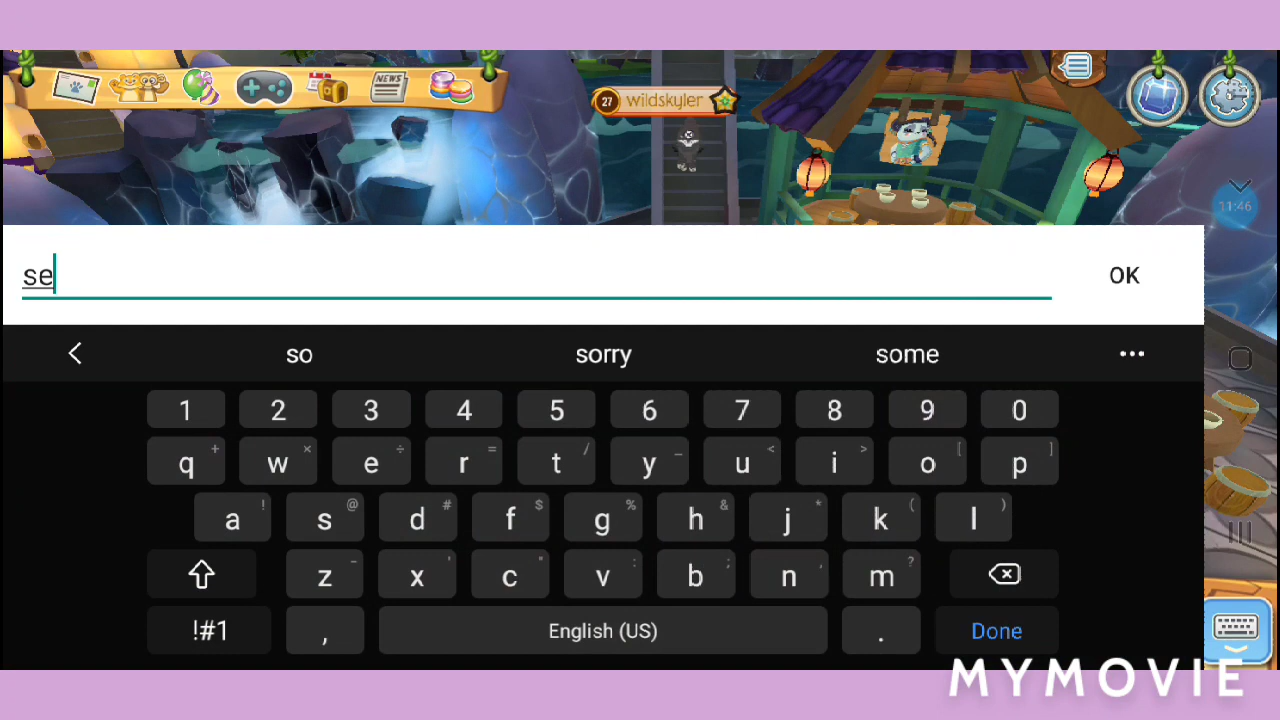 NEWS
27 wildskyler
11:46
se
OK
so sorry some •••
1 2 3 4 5 6 7 8 9 0
q + w × e ÷ r = t / y _ u < i > o [ p ]
a ! s @ d # f $ g % h & j * k ( l )
z - x ' c " v : b ; n , m ?
!#1 , English (US) . Done
MYMOVIE